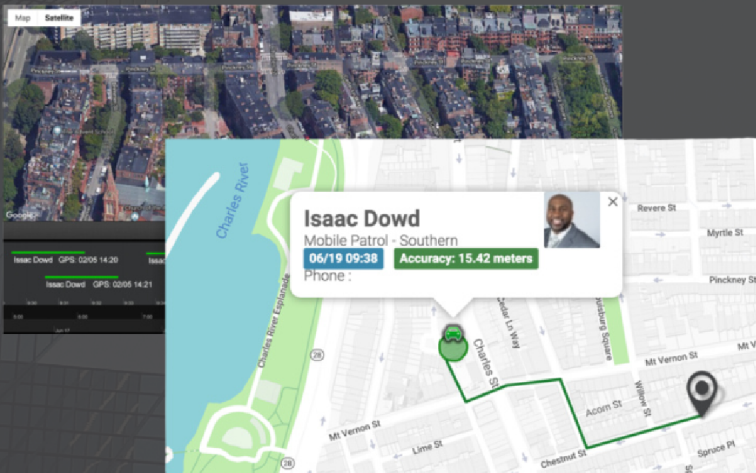 Map Satellite
Google
Isaac Dowd GPS: 02/05 14:20
Isaac Dowd GPS: 02/05 14:21
Charles River
Charles River Esplanade
Isaac Dowd
Mobile Patrol - Southern
06/19 09:38 Accuracy: 15.42 meters
Phone :
Revere St
Myrtle St
Pinckney St
Cedar Ln Way
Louisburg Square
28
Charles St
Mt Vernon St
Mt V
Willow St
Acorn St
Mt Vernon St
Lime St
Chestnut St
Spruce Pl
28